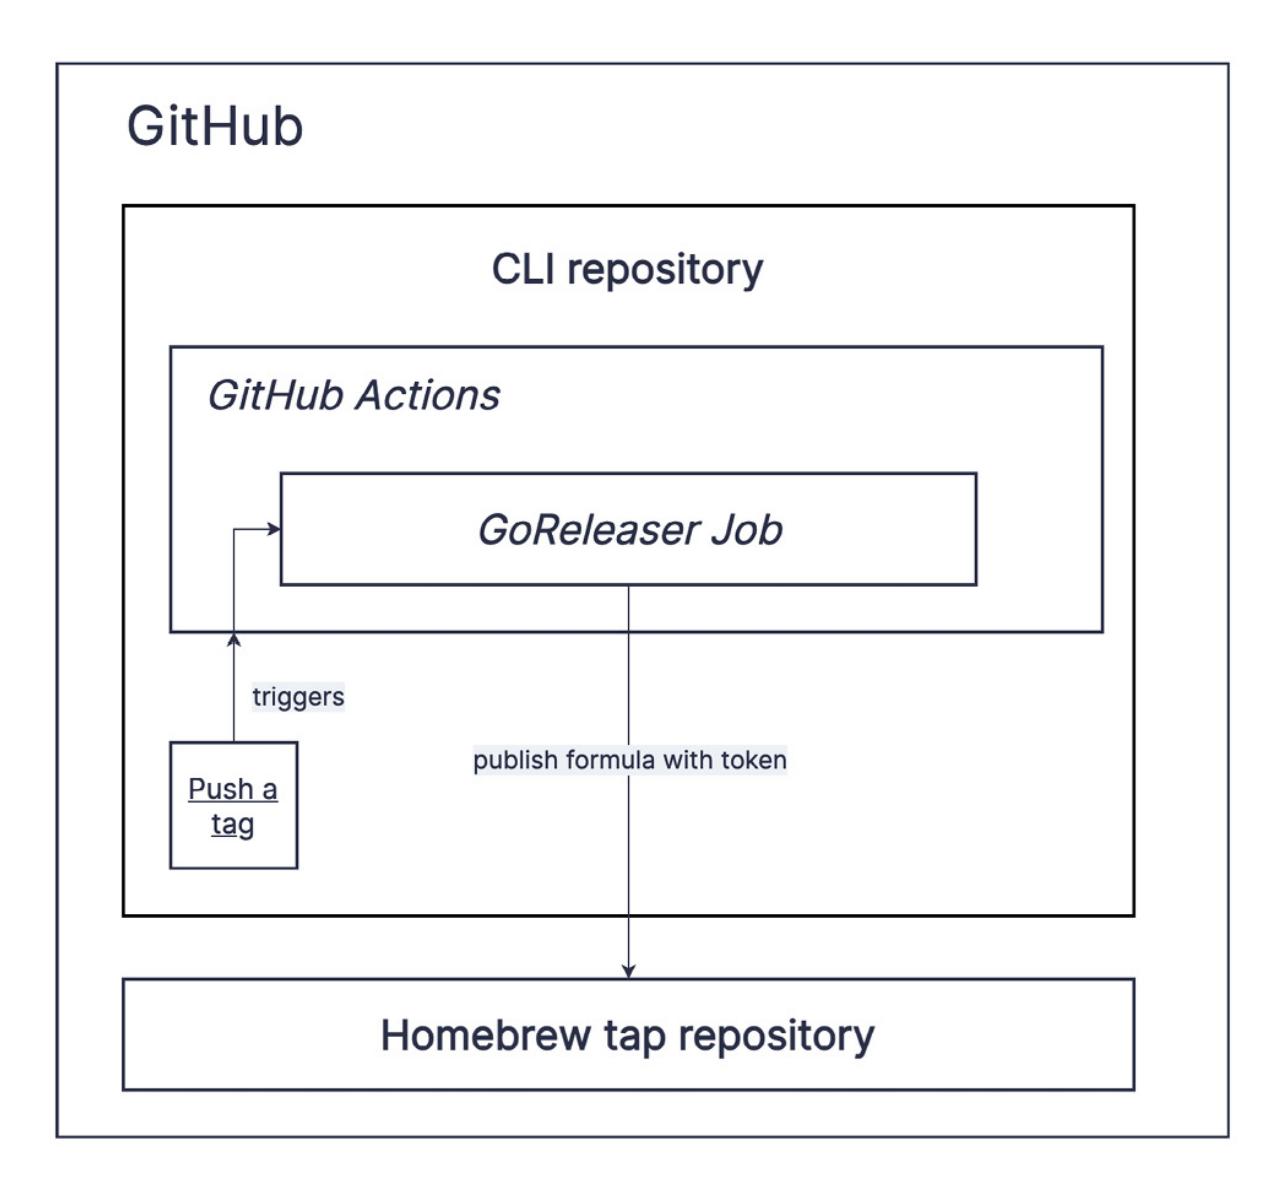 GitHub
CLI repository
GitHub Actions
GoReleaser Job
triggers
publish formula with token
Push a
tag
Homebrew tap repository